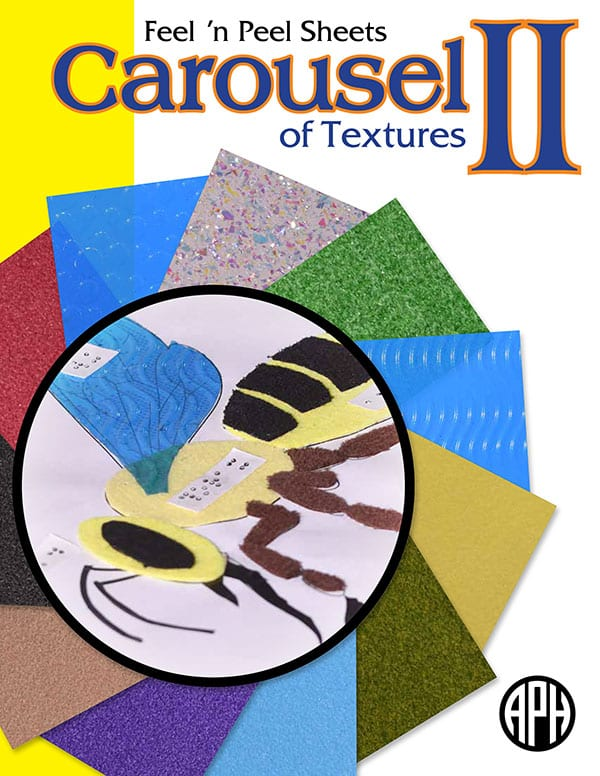 Feel ’n Peel Sheets
Carousel II
of Textures
APH